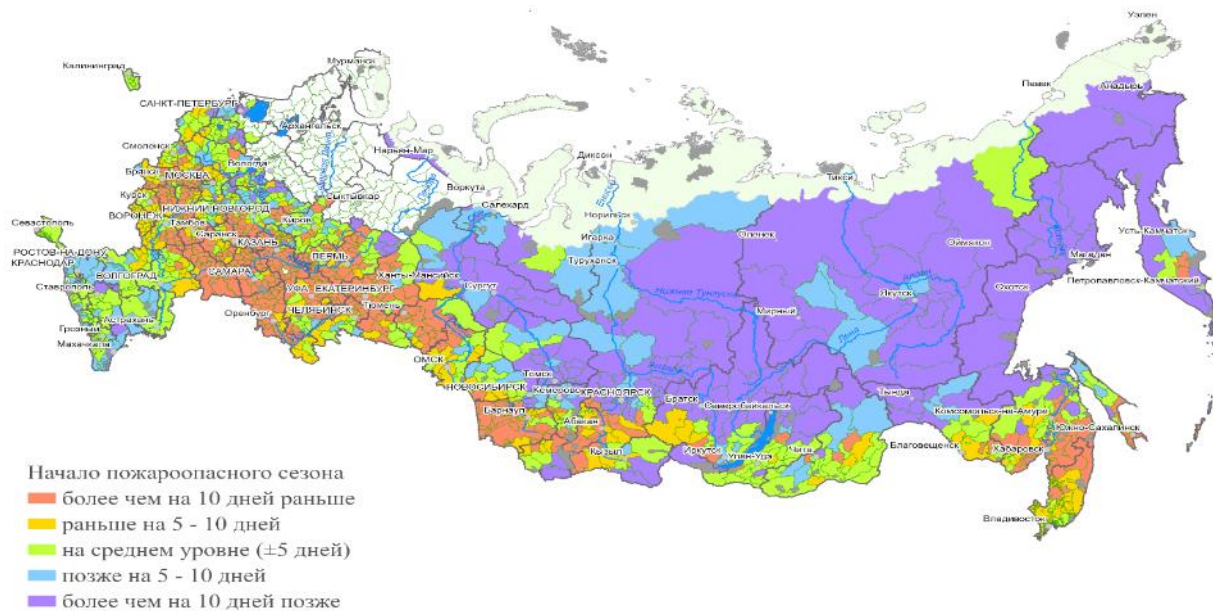 Уэлен
Мурманск
Калининград
Певек
Анадырь
САНКТ-ПЕТЕРБУРГ
Архангельск
Диксон
Тикси
Смоленск
Нарьян-Мар
Вологда
Брянск
МОСКВА
Воркута
Сыктывкар
Салехард
Норильск
Курск
НИЖНИЙ НОВГОРОД
Игарка
Оленек
Оймякон
Усть-Камчатск
Севастополь
ВОРОНЕЖ
Тамбов
Киров
Саранск
КАЗАНЬ
Туруханск
Магадан
РОСТОВ-НА-ДОНУ
ПЕРМЬ
КРАСНОДАР
ВОЛГОГРАД
САМАРА
Ханты-Мансийск
Сургут
Нижняя Тунгуска
Якутск
Охотск
Петропавловск-Камчатский
Ставрополь
УФА
ЕКАТЕРИНБУРГ
Мирный
Астрахань
Оренбург
ЧЕЛЯБИНСК
Тюмень
Лена
Грозный
Махачкала
ОМСК
Томск
НОВОСИБИРСК
Кемерово
КРАСНОЯРСК
Братск
Северобайкальск
Тында
Комсомольск-на-Амуре
Барнаул
Абакан
Южно-Сахалинск
Кызыл
Иркутск
Улан-Удэ
Чита
Благовещенск
Хабаровск
Владивосток
Начало пожароопасного сезона
более чем на 10 дней раньше
раньше на 5 - 10 дней
на среднем уровне (±5 дней)
позже на 5 - 10 дней
более чем на 10 дней позже